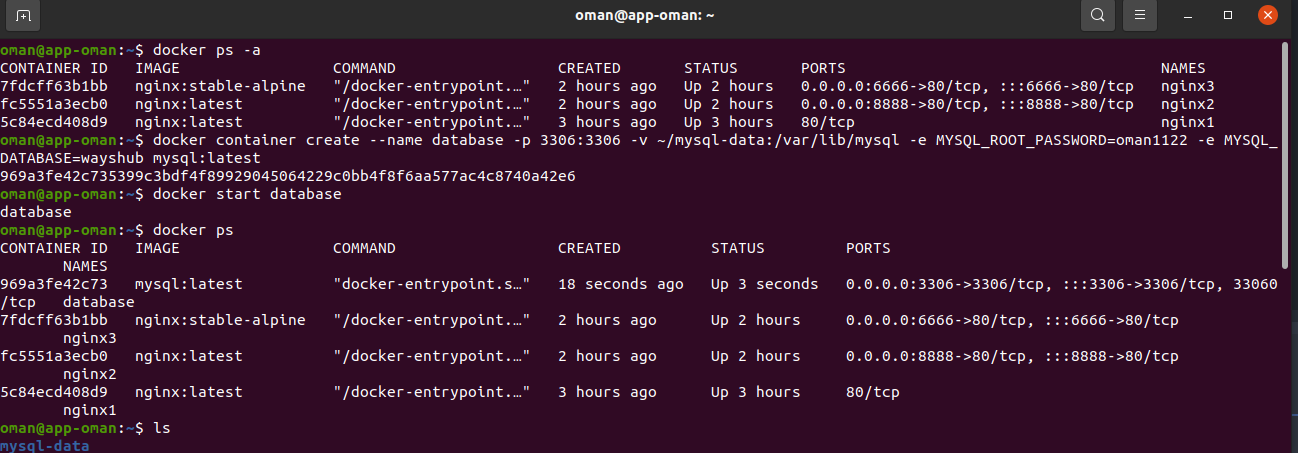 oman@app-oman: ~
oman@app-oman:~$ docker ps -a
CONTAINER ID   IMAGE                 COMMAND                  CREATED       STATUS       PORTS                                   NAMES
7fdcff63b1bb   nginx:stable-alpine   "/docker-entrypoint.…"   2 hours ago   Up 2 hours   0.0.0.0:6666->80/tcp, :::6666->80/tcp   nginx3
fc5551a3ecb0   nginx:latest          "/docker-entrypoint.…"   2 hours ago   Up 2 hours   0.0.0.0:8888->80/tcp, :::8888->80/tcp   nginx2
5c84ecd408d9   nginx:latest          "/docker-entrypoint.…"   3 hours ago   Up 3 hours   80/tcp                                  nginx1
oman@app-oman:~$ docker container create --name database -p 3306:3306 -v ~/mysql-data:/var/lib/mysql -e MYSQL_ROOT_PASSWORD=oman1122 -e MYSQL_
DATABASE=wayshub mysql:latest
969a3fe42c735399c3bdf4f89929045064229c0bb4f8f6aa577ac4c8740a42e6
oman@app-oman:~$ docker start database
database
oman@app-oman:~$ docker ps
CONTAINER ID   IMAGE                 COMMAND                  CREATED          STATUS         PORTS
       NAMES
969a3fe42c73   mysql:latest          "docker-entrypoint.s…"   18 seconds ago   Up 3 seconds   0.0.0.0:3306->3306/tcp, :::3306->3306/tcp, 33060
/tcp   database
7fdcff63b1bb   nginx:stable-alpine   "/docker-entrypoint.…"   2 hours ago      Up 2 hours     0.0.0.0:6666->80/tcp, :::6666->80/tcp
       nginx3
fc5551a3ecb0   nginx:latest          "/docker-entrypoint.…"   2 hours ago      Up 2 hours     0.0.0.0:8888->80/tcp, :::8888->80/tcp
       nginx2
5c84ecd408d9   nginx:latest          "/docker-entrypoint.…"   3 hours ago      Up 3 hours     80/tcp
       nginx1
oman@app-oman:~$ ls
mysql-data